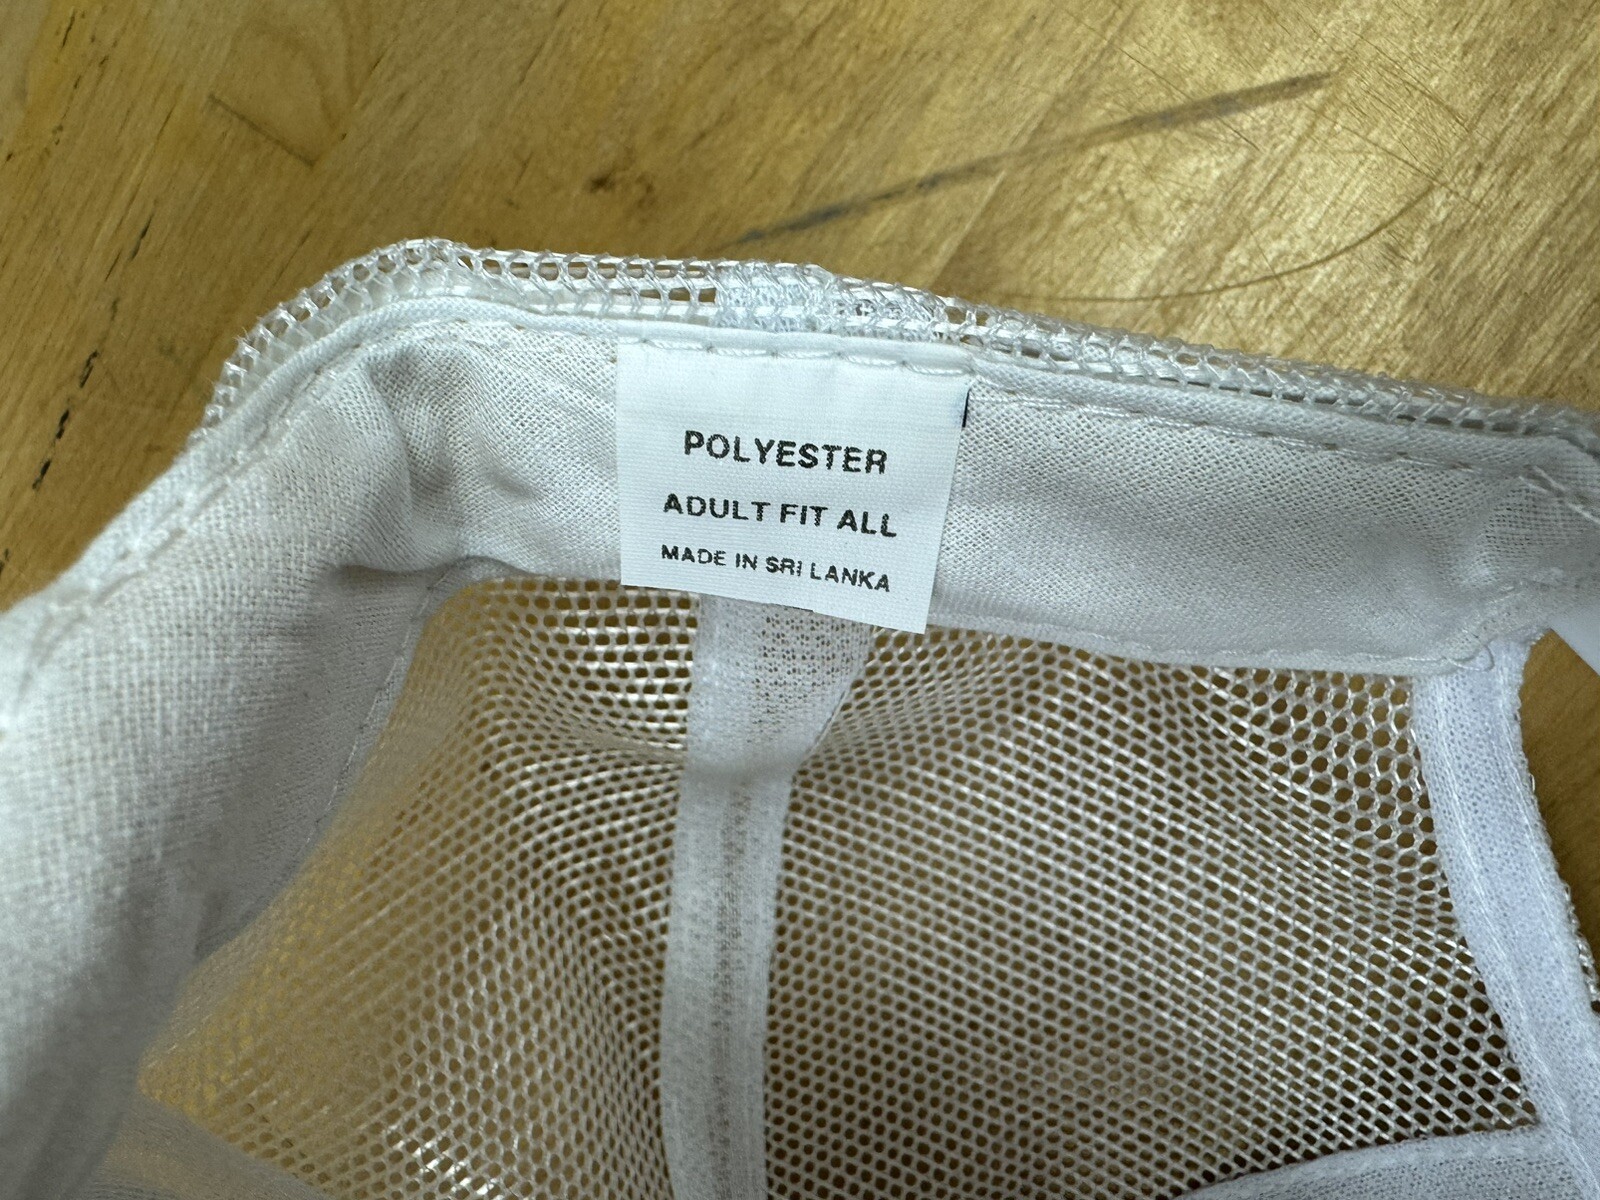 POLYESTER
ADULT FIT ALL
MADE IN SRI LANKA